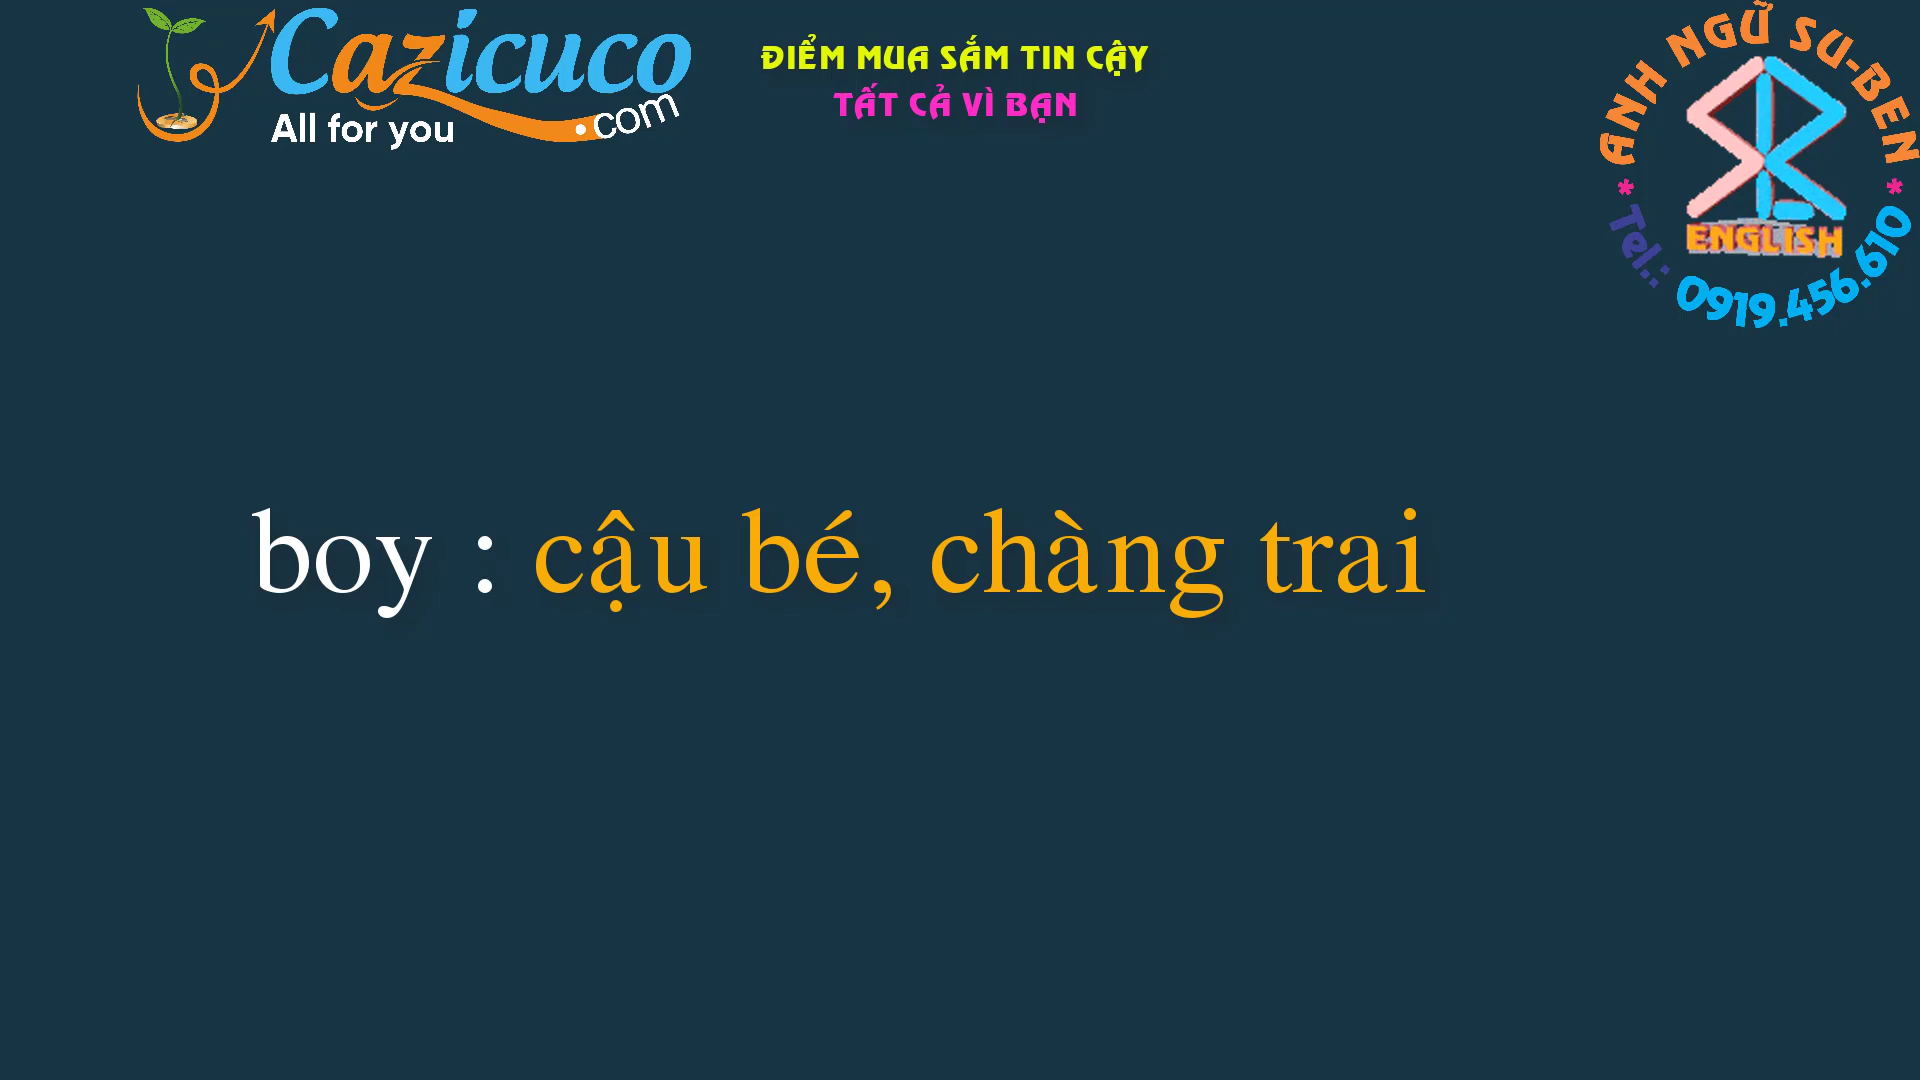 Cazicuco
.com
All for you
ĐIỂM MUA SẮM TIN CẬY
TẤT CẢ VÌ BẠN
ANH NGỮ SU-BEN
ENGLISH
* Tel.: 0919.456.610 *
boy : cậu bé, chàng trai